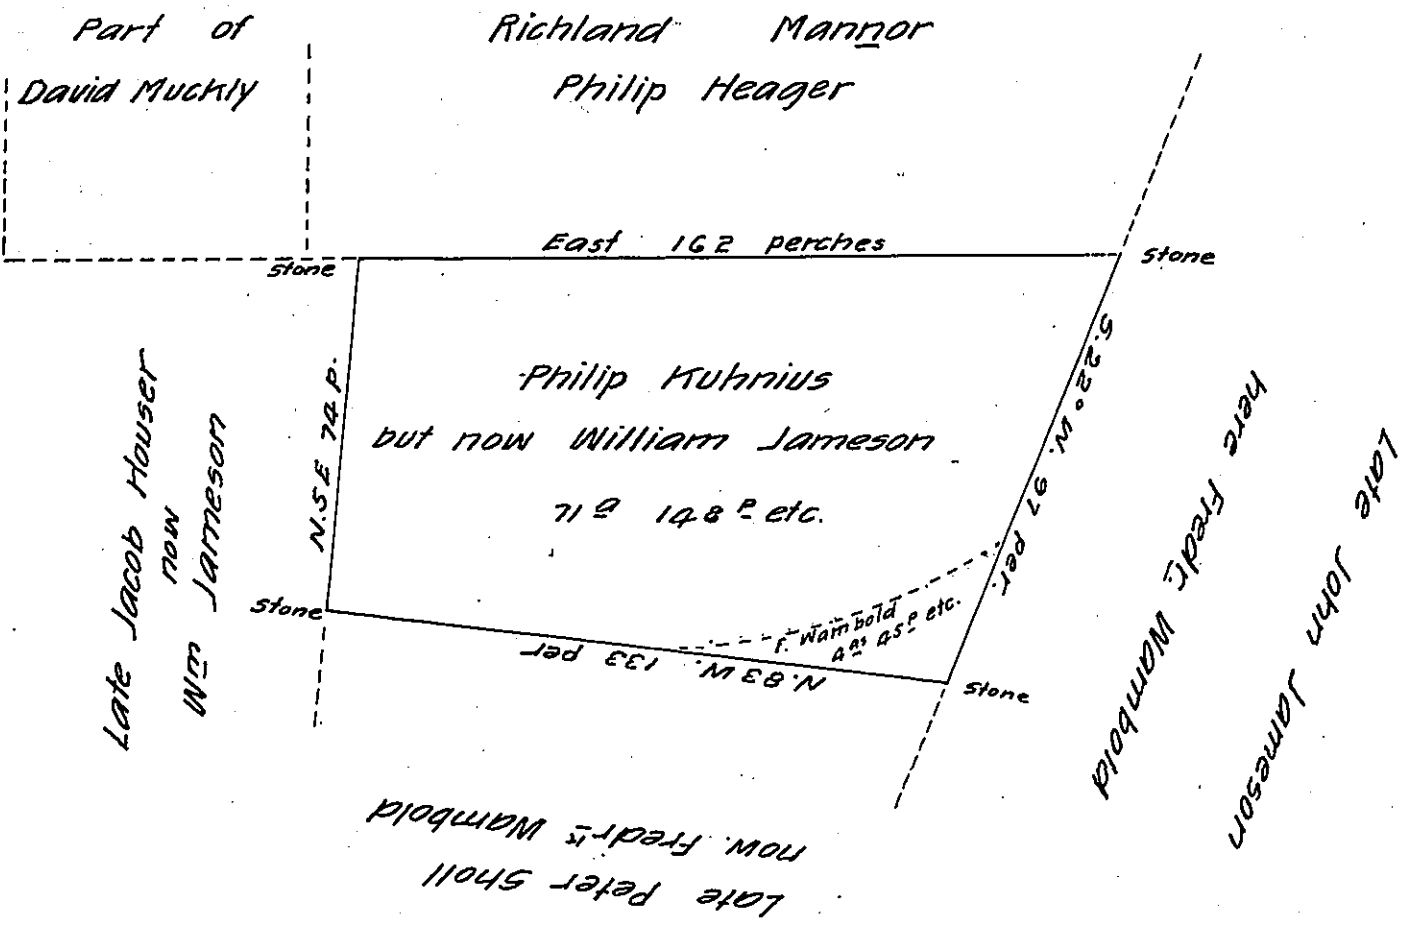 Part of Richland Mannor
David Muckly
Philip Heager
East 162 perches
stone
stone
S. 22° W. 97 per.
N.5E 74 P.
Philip Kuhnius
but now William Jameson
71 a 148 P etc.
Late Jacob Houser
now
Wm Jameson
here Fredr. Wambold
Late John Jameson
F. Wambold
4 as 45 P etc.
stone
N. 83 W. 133 per
stone
Late Peter Sholl
now. Fredrk Wambold